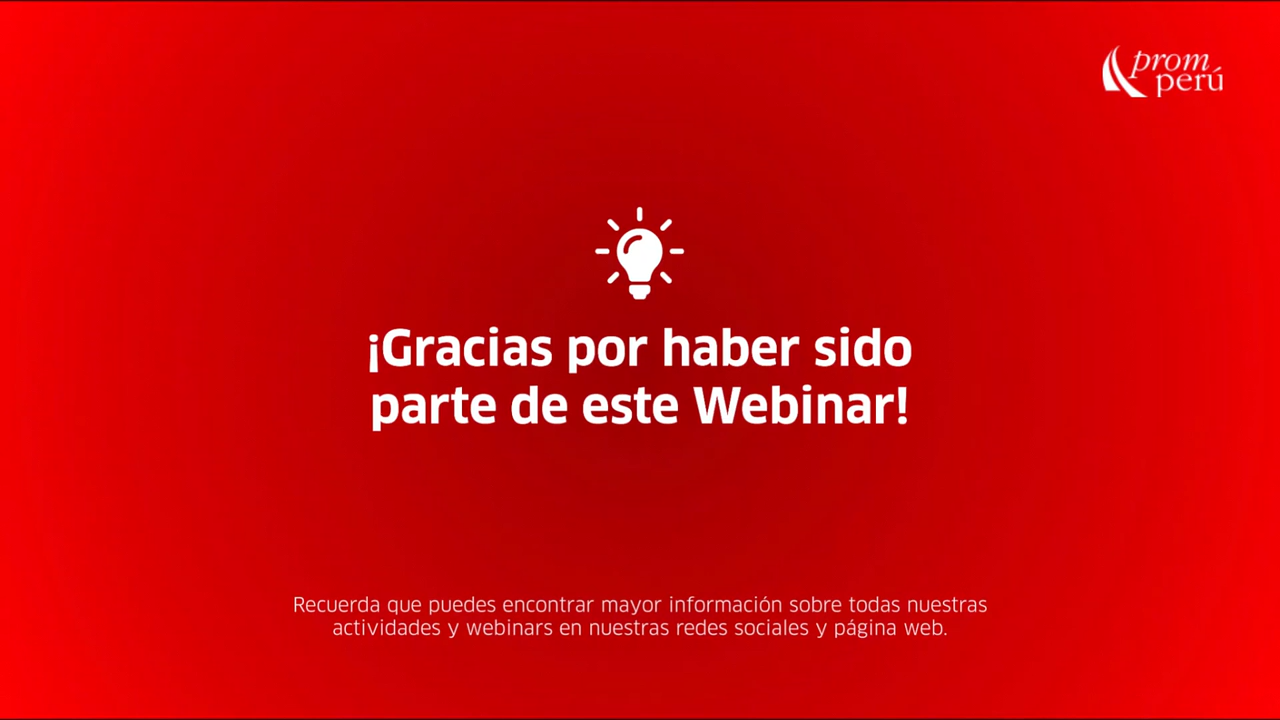 prom
perú
¡Gracias por haber sido
parte de este Webinar!
Recuerda que puedes encontrar mayor información sobre todas nuestras
actividades y webinars en nuestras redes sociales y página web.